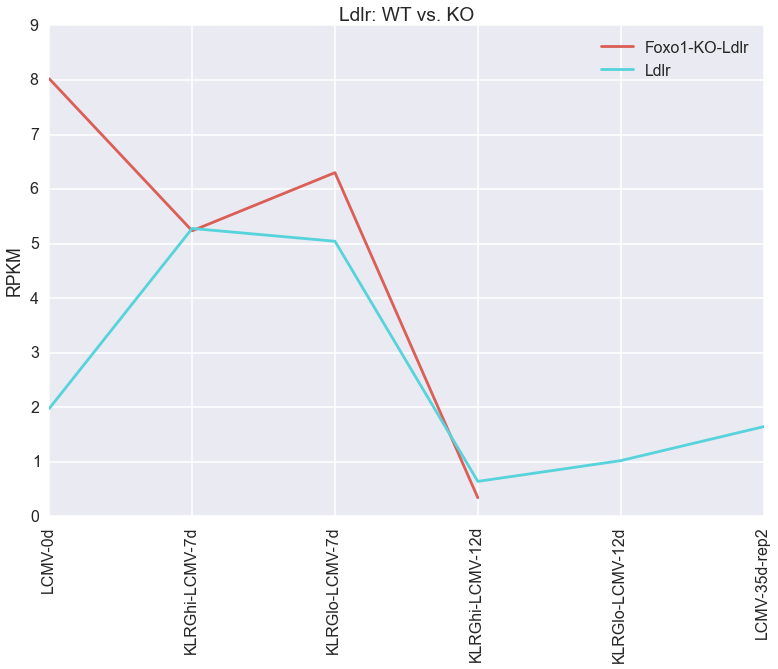 Ldlr: WT vs. KO
Foxo1-KO-Ldlr
Ldlr
RPKM
9
8
7
6
5
4
3
2
1
0
LCMV-0d
KLRGhi-LCMV-7d
KLRGlo-LCMV-7d
KLRGhi-LCMV-12d
KLRGlo-LCMV-12d
LCMV-35d-rep2